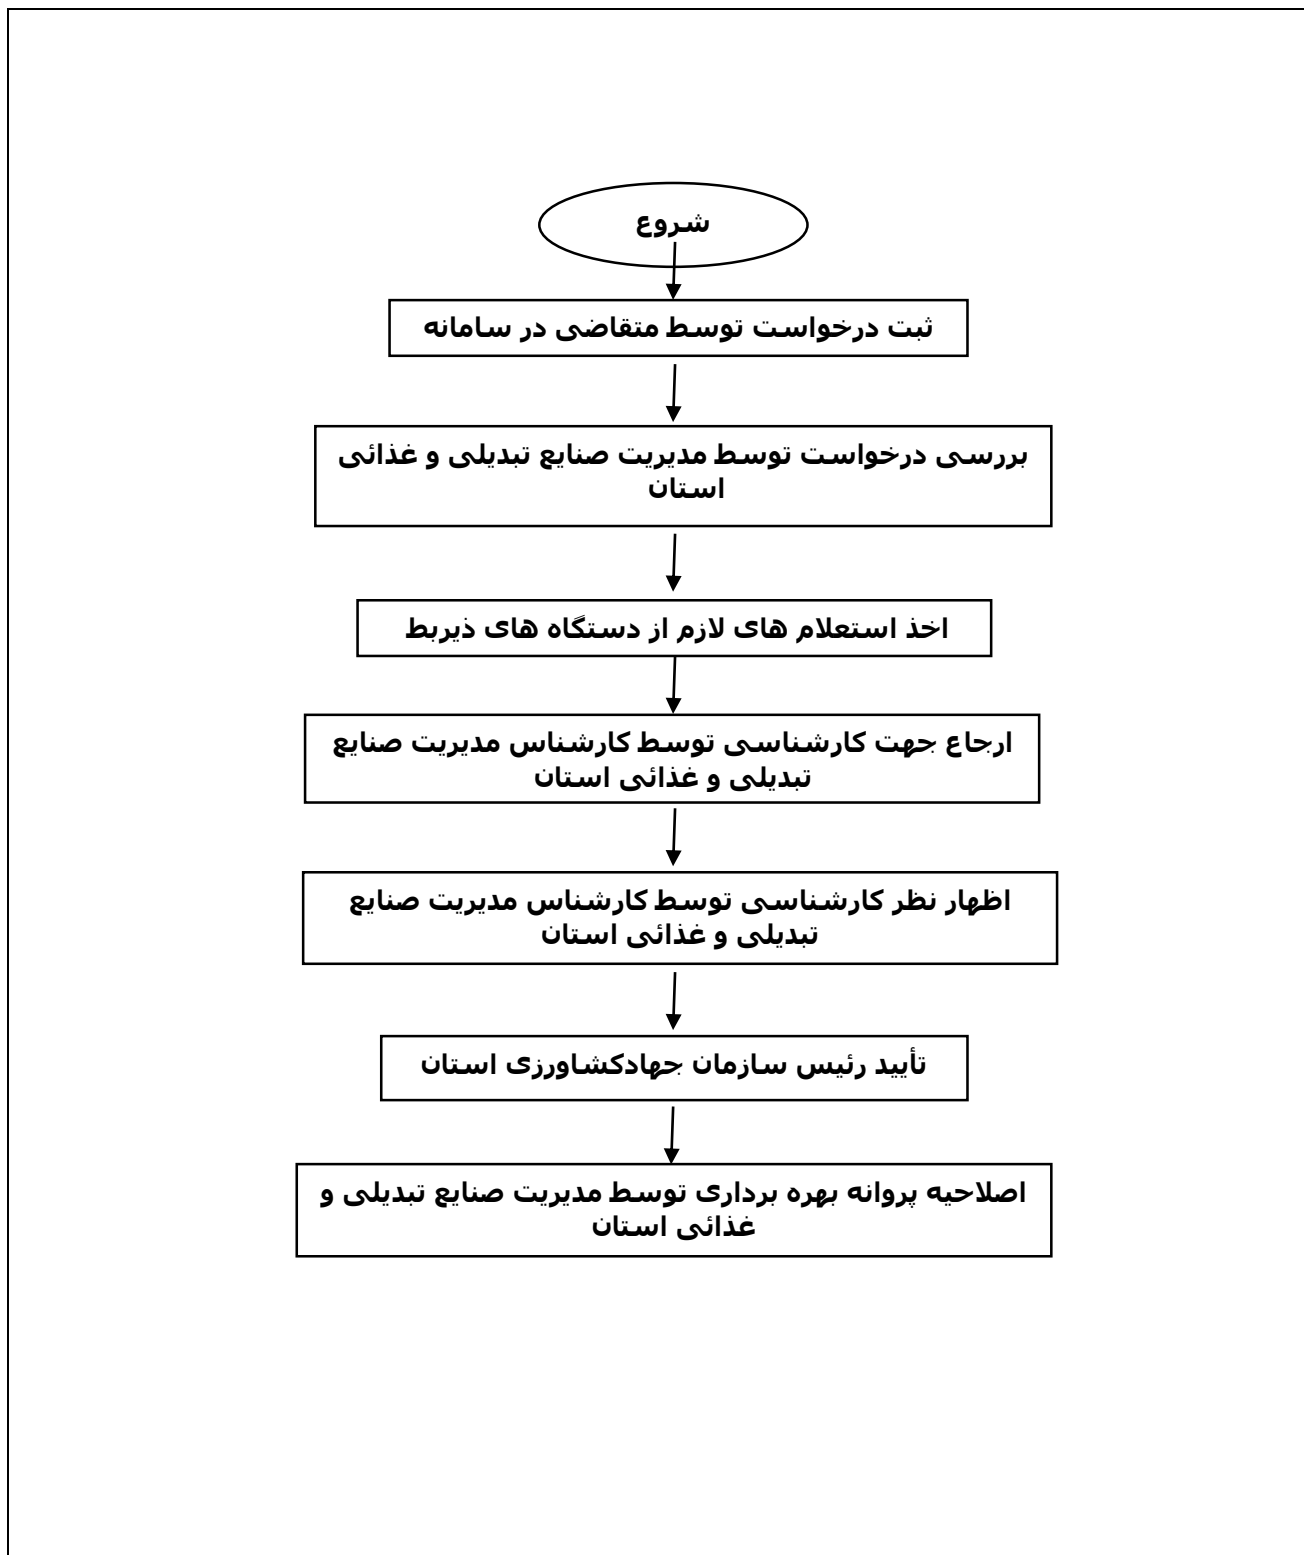 شروع
ثبت درخواست توسط متقاضی در سامانه
بررسی درخواست توسط مدیریت صنایع تبدیلی و غذائی
استان
اخذ استعلام های لازم از دستگاه های ذیربط
ارجاع جهت کارشناسی توسط کارشناس مدیریت صنایع
تبدیلی و غذائی استان
اظهار نظر کارشناسی توسط کارشناس مدیریت صنایع
تبدیلی و غذائی استان
تأیید رئیس سازمان جهادکشاورزی استان
اصلاحیه پروانه بهره برداری توسط مدیریت صنایع تبدیلی و
غذائی استان